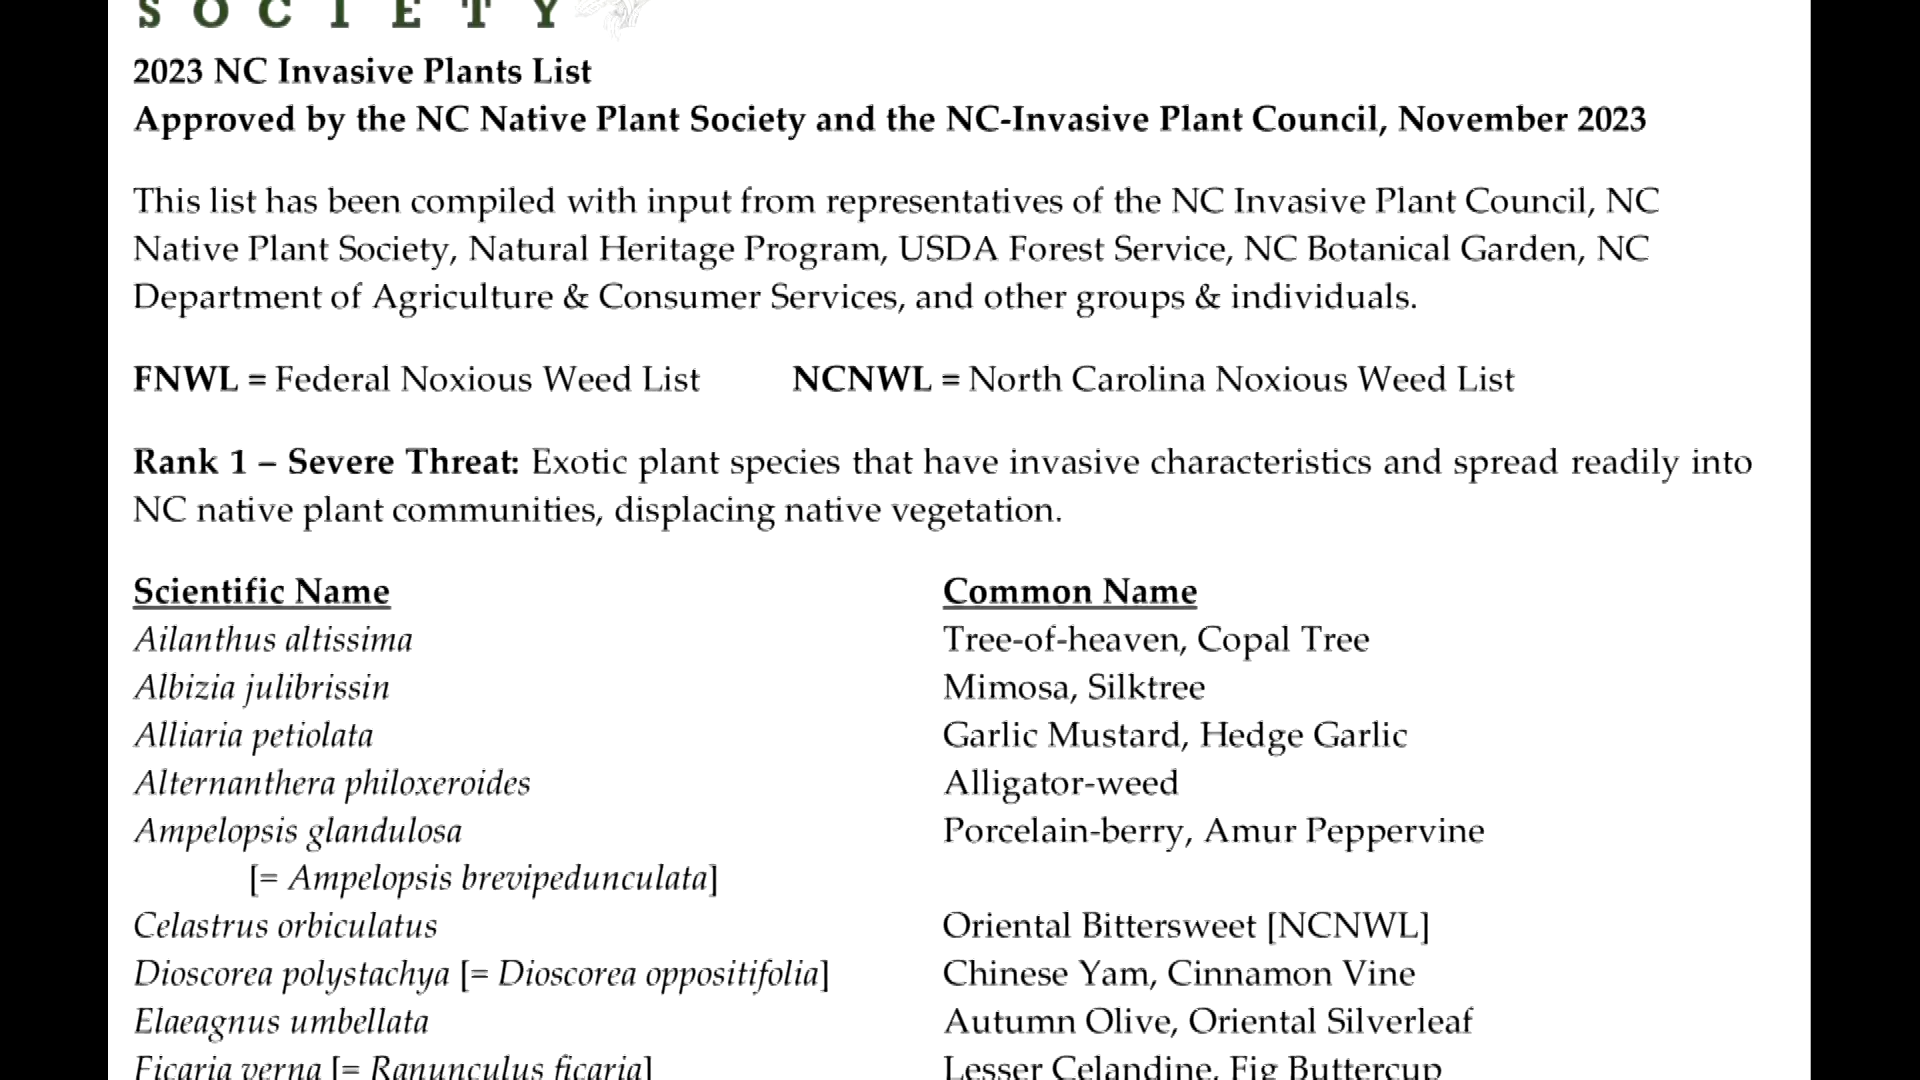 SOCIETY
2023 NC Invasive Plants List
Approved by the NC Native Plant Society and the NC-Invasive Plant Council, November 2023
This list has been compiled with input from representatives of the NC Invasive Plant Council, NC
Native Plant Society, Natural Heritage Program, USDA Forest Service, NC Botanical Garden, NC
Department of Agriculture & Consumer Services, and other groups & individuals.
FNWL = Federal Noxious Weed List NCNWL = North Carolina Noxious Weed List
Rank 1 – Severe Threat: Exotic plant species that have invasive characteristics and spread readily into
NC native plant communities, displacing native vegetation.
Scientific Name Common Name
Ailanthus altissima Tree-of-heaven, Copal Tree
Albizia julibrissin Mimosa, Silktree
Alliaria petiolata Garlic Mustard, Hedge Garlic
Alternanthera philoxeroides Alligator-weed
Ampelopsis glandulosa Porcelain-berry, Amur Peppervine
[= Ampelopsis brevipedunculata]
Celastrus orbiculatus Oriental Bittersweet [NCNWL]
Dioscorea polystachya [= Dioscorea oppositifolia] Chinese Yam, Cinnamon Vine
Elaeagnus umbellata Autumn Olive, Oriental Silverleaf
Ficaria verna [= Ranunculus ficaria] Lesser Celandine, Fig Buttercup